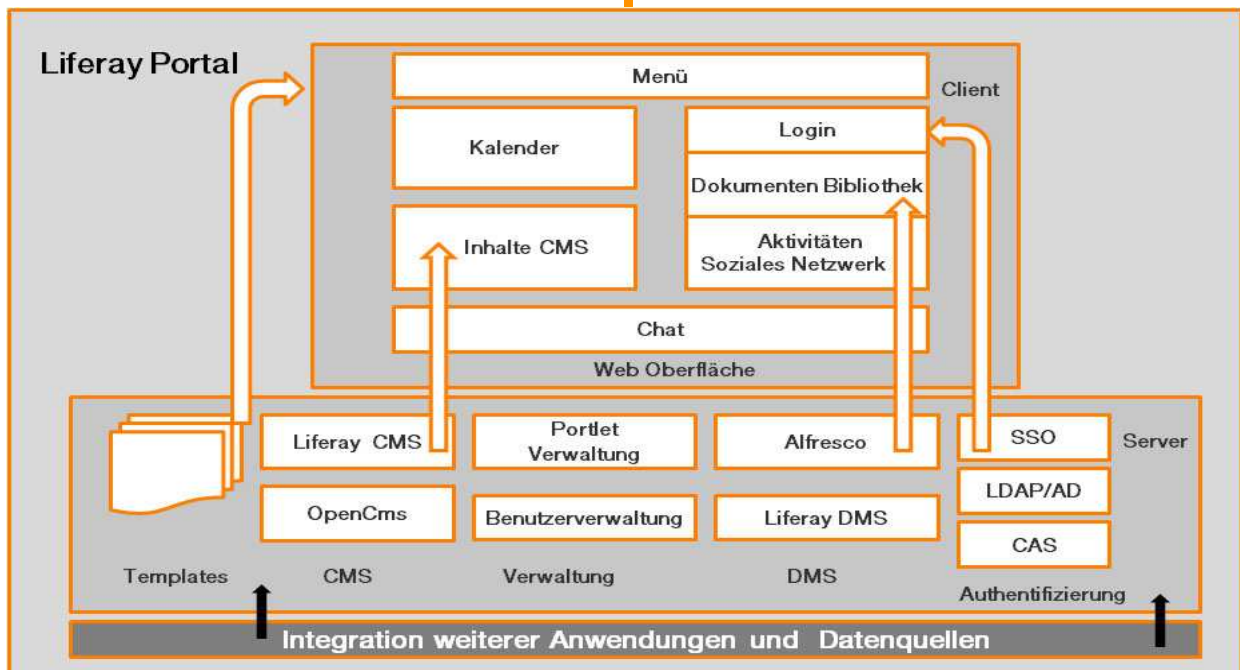 Liferay Portal
Menü
Client
Kalender
Login
Dokumenten Bibliothek
Inhalte CMS
Aktivitäten
Soziales Netzwerk
Chat
Web Oberfläche
Liferay CMS
Portlet
Verwaltung
Alfresco
SSO
Server
LDAP/AD
OpenCms
Benutzerverwaltung
Liferay DMS
CAS
Templates
CMS
Verwaltung
DMS
Authentifizierung
Integration weiterer Anwendungen und Datenquellen